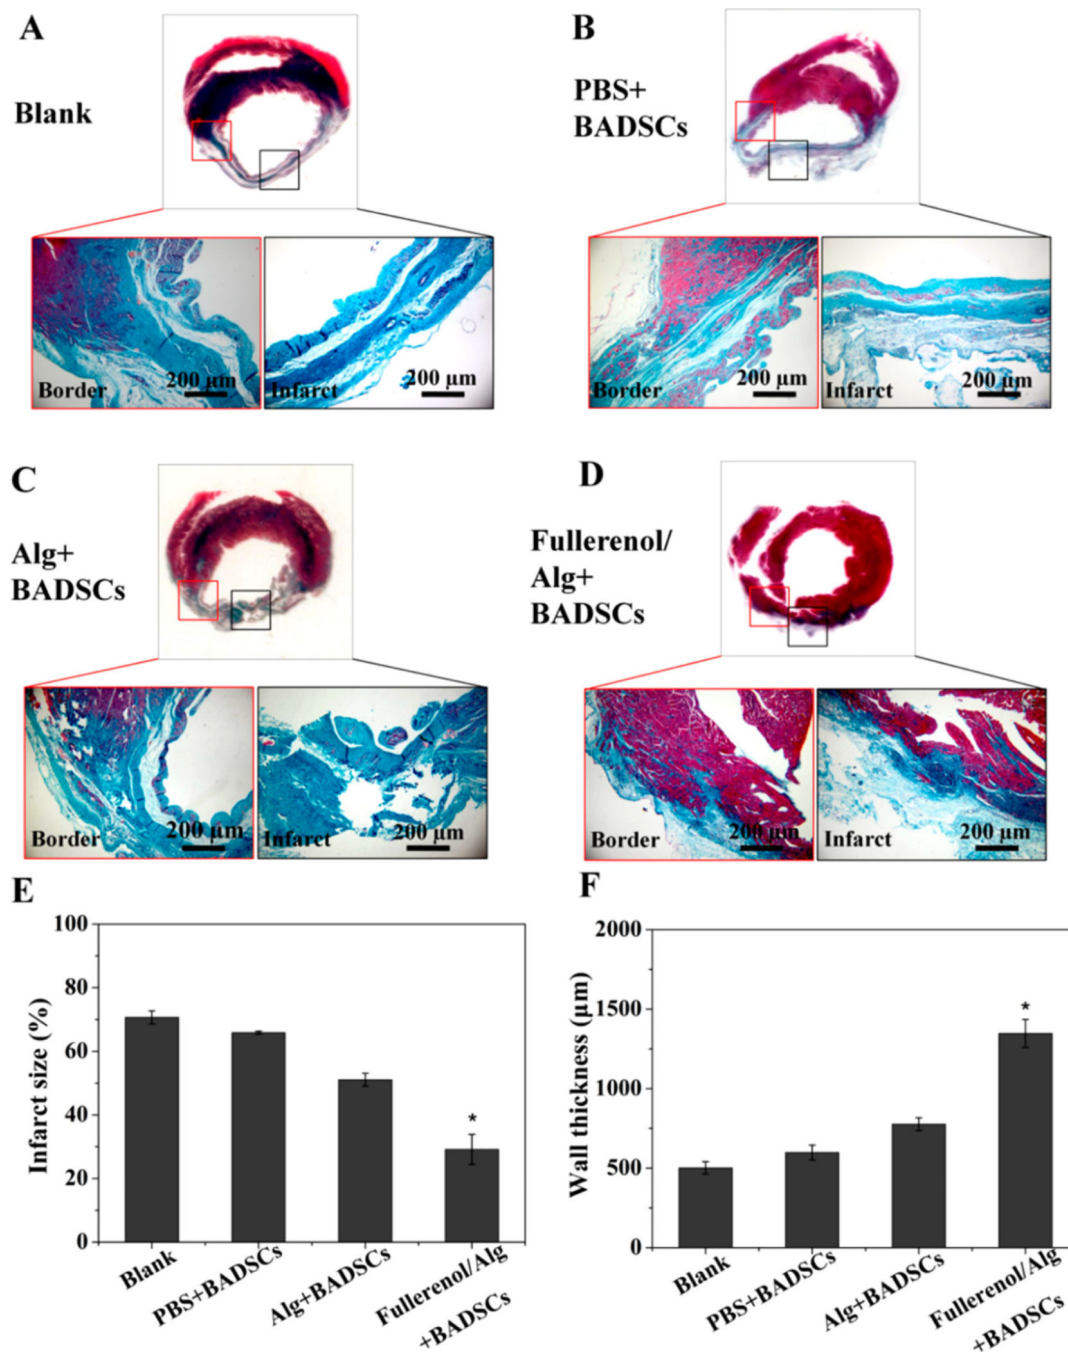 A
Blank
Border
200 µm
Infarct
200 µm
B
PBS+
BADSCs
Border
200 µm
Infarct
200 µm
C
Alg+
BADSCs
Border
200 µm
Infarct
200 µm
D
Fullerenol/
Alg+
BADSCs
Border
200 µm
Infarct
200 µm
E
Infarct size (%)
100
80
60
40
20
0
*
Blank
PBS+BADSCs
Alg+BADSCs
Fullerenol/Alg
+BADSCs
F
Wall thickness (µm)
2000
1500
1000
500
0
*
Blank
PBS+BADSCs
Alg+BADSCs
Fullerenol/Alg
+BADSCs